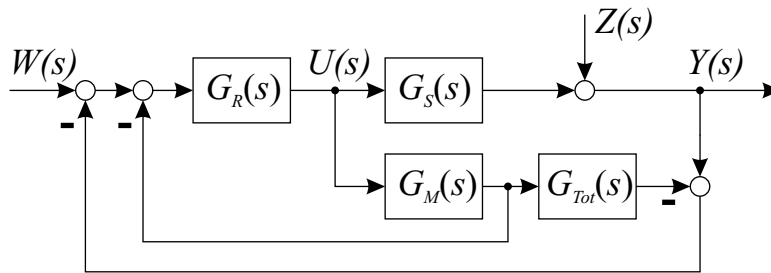 Z(s)
W(s) U(s) Y(s)
G_R(s) G_S(s)
- -
G_M(s) G_Tot(s)
-